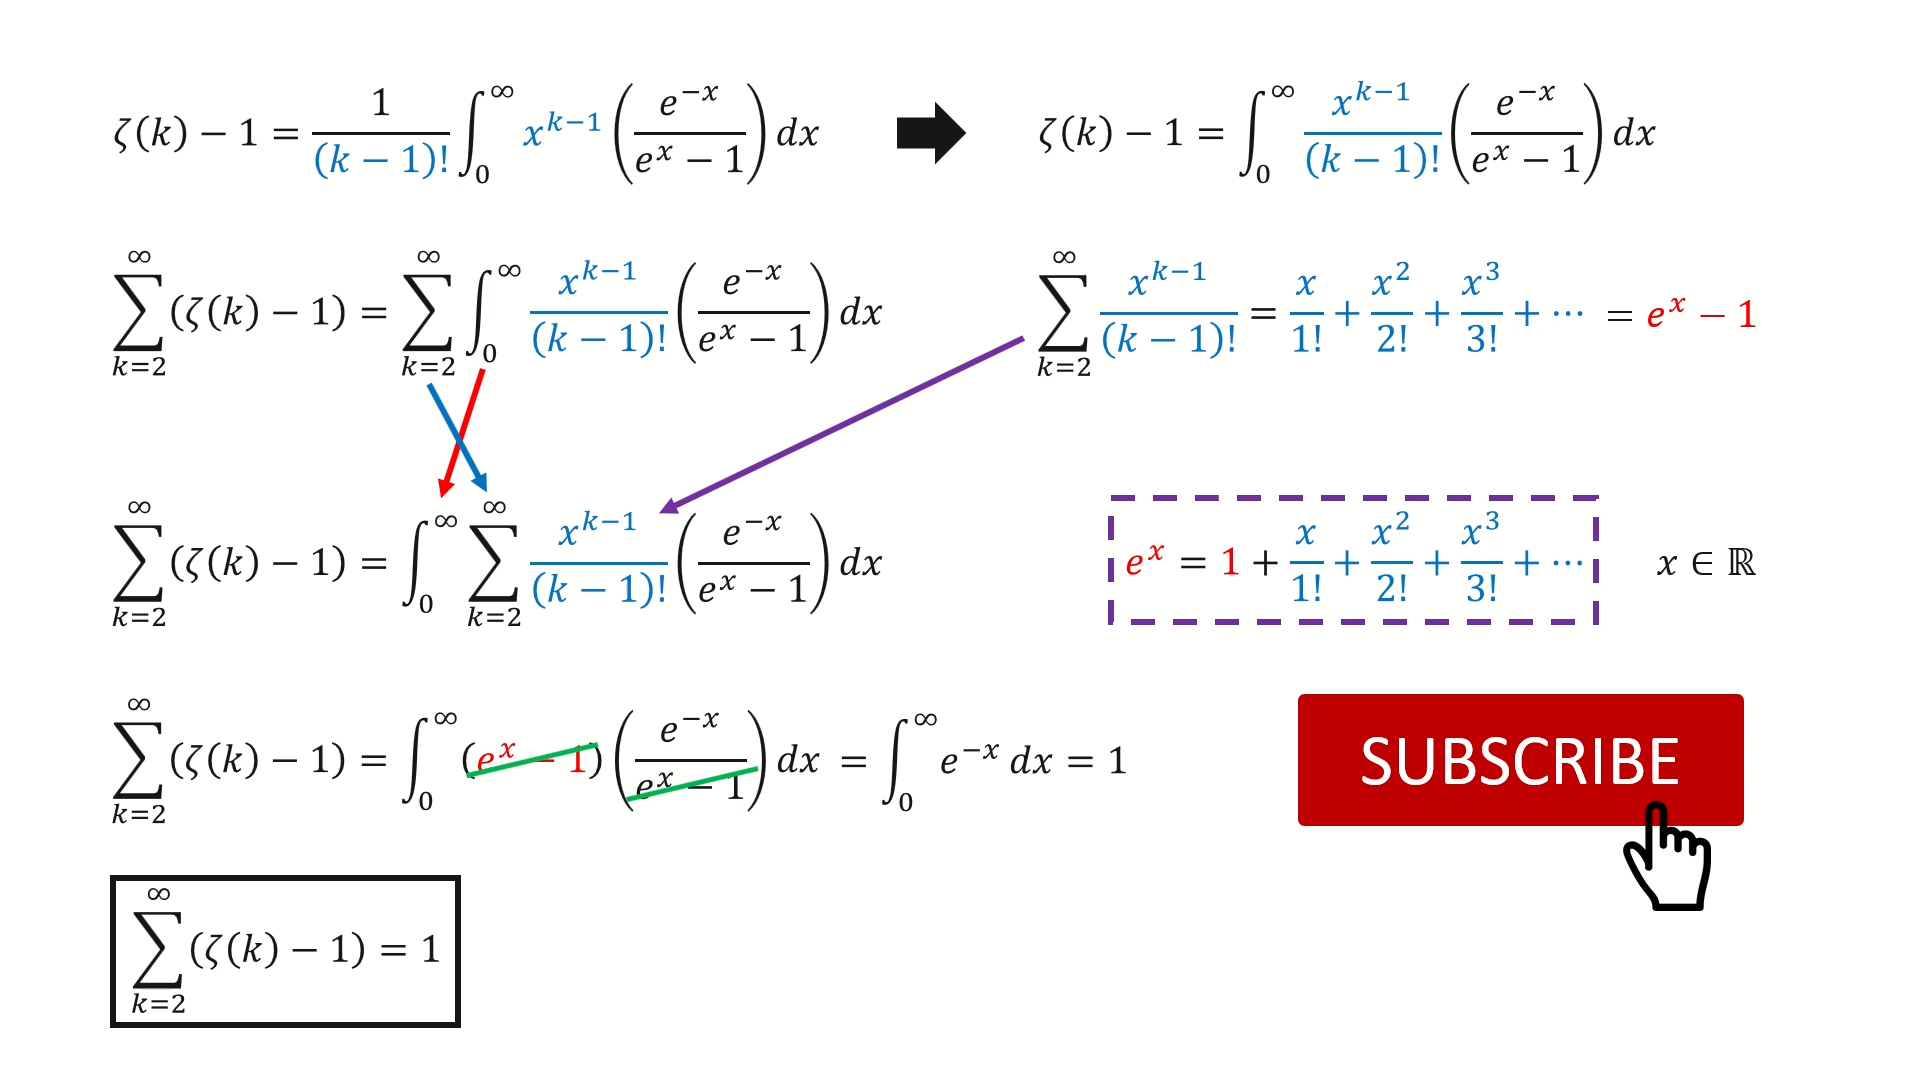 ζ(k) − 1 = 1/(k − 1)! ∫₀^∞ x^(k−1) (e^(−x)/(e^x − 1)) dx ➡ ζ(k) − 1 = ∫₀^∞ x^(k−1)/(k − 1)! (e^(−x)/(e^x − 1)) dx
∑_(k=2)^∞ (ζ(k) − 1) = ∑_(k=2)^∞ ∫₀^∞ x^(k−1)/(k − 1)! (e^(−x)/(e^x − 1)) dx
∑_(k=2)^∞ x^(k−1)/(k − 1)! = x/1! + x²/2! + x³/3! + ⋯ = e^x − 1
∑_(k=2)^∞ (ζ(k) − 1) = ∫₀^∞ ∑_(k=2)^∞ x^(k−1)/(k − 1)! (e^(−x)/(e^x − 1)) dx
e^x = 1 + x/1! + x²/2! + x³/3! + ⋯ x ∈ ℝ
∑_(k=2)^∞ (ζ(k) − 1) = ∫₀^∞ (e^x − 1) (e^(−x)/(e^x − 1)) dx = ∫₀^∞ e^(−x) dx = 1
SUBSCRIBE
∑_(k=2)^∞ (ζ(k) − 1) = 1